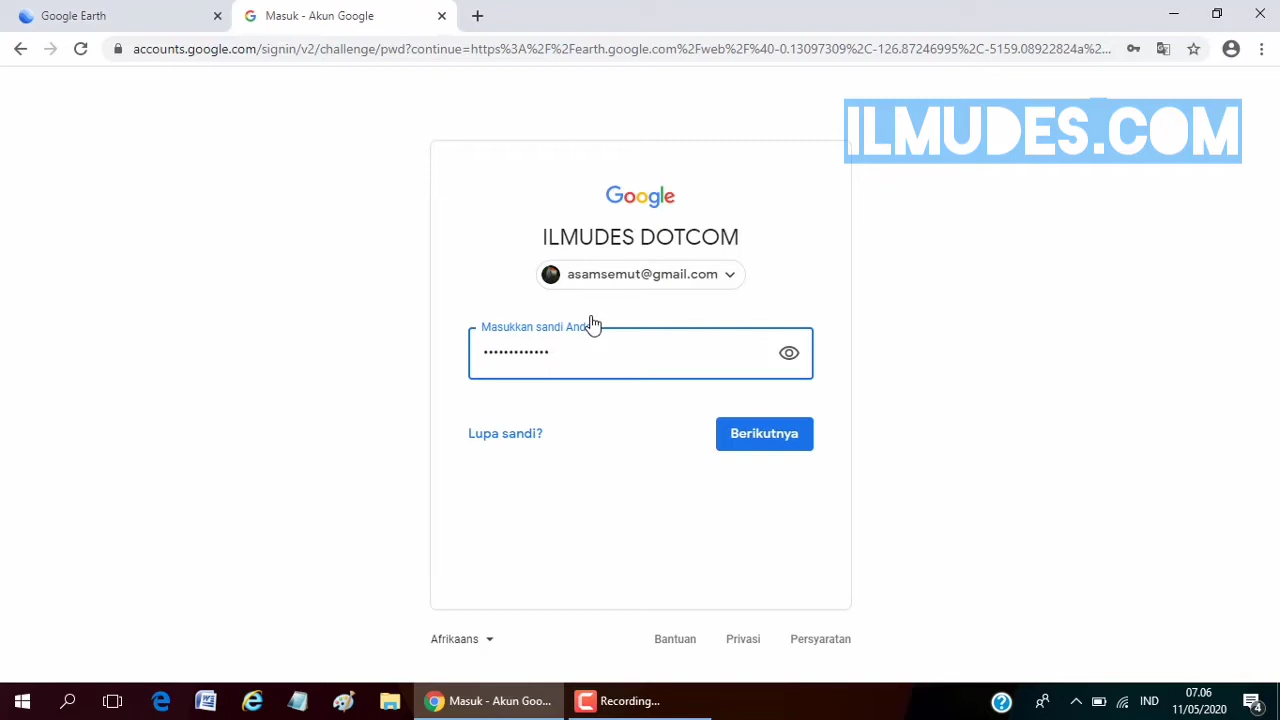 Google Earth
Masuk - Akun Google
accounts.google.com/signin/v2/challenge/pwd?continue=https%3A%2F%2Fearth.google.com%2Fweb%2F%40-0.13097309%2C-126.87246995%2C-5159.08922824a%2...
ILMUDES.COM
Google
ILMUDES DOTCOM
asamsemut@gmail.com
Masukkan sandi And
•••••••••••••
Lupa sandi?
Berikutnya
Afrikaans
Bantuan
Privasi
Persyaratan
Masuk - Akun Goo...
Recording...
IND
07.06
11/05/2020
4